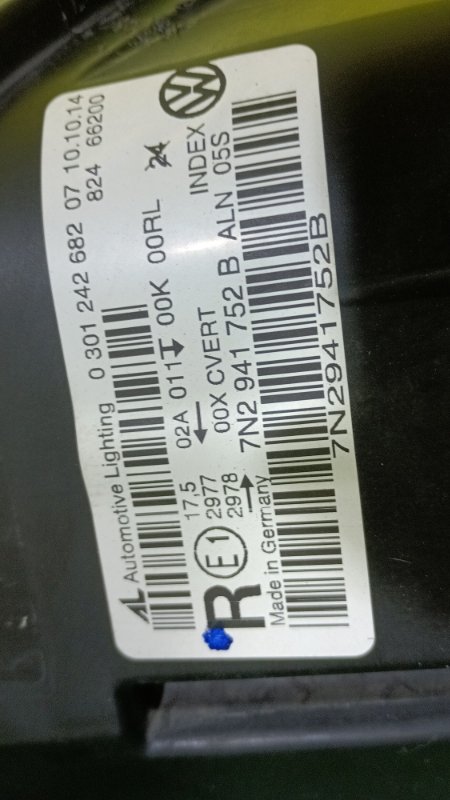 AL Automotive Lighting 0 301 242 682 07 10.10.14
824 66200
17,5 02A 011 00K 00RL 24
R E1 2977 00X CVERT INDEX
2978 7N2 941 752 B ALN 05S
Made in Germany
7N2941752B